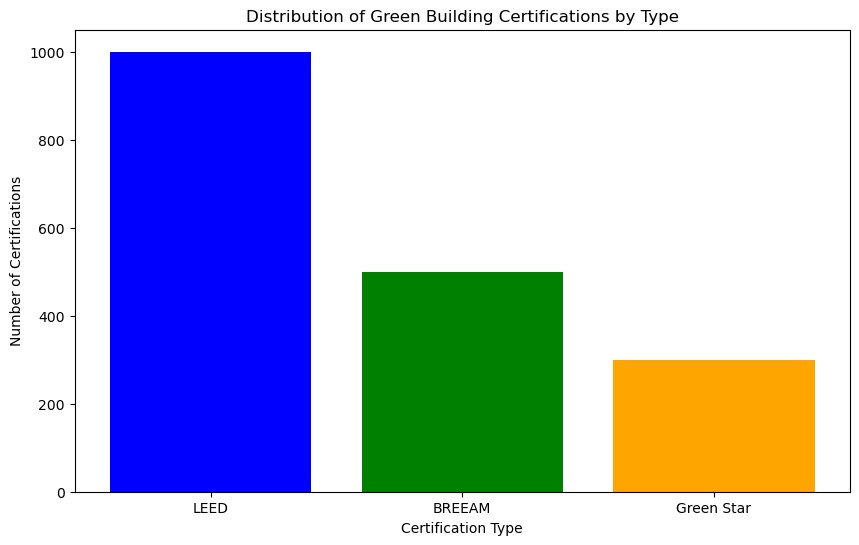 Distribution of Green Building Certifications by Type
Number of Certifications
1000
800
600
400
200
0
LEED
BREEAM
Green Star
Certification Type